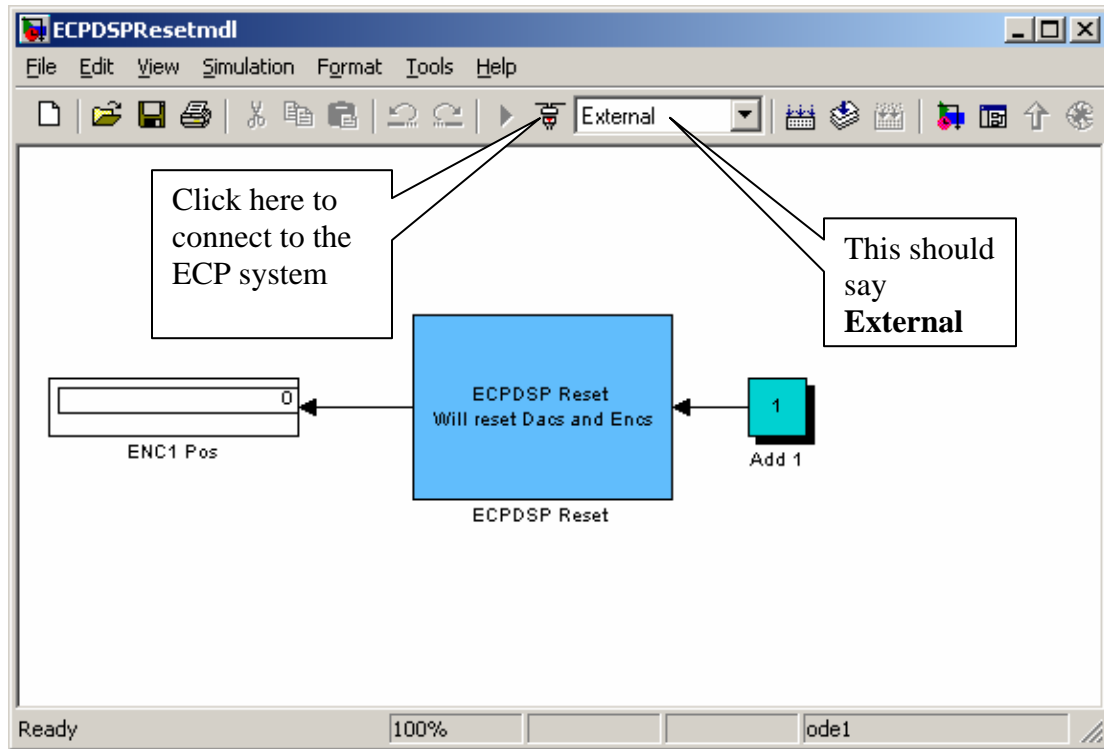 ECPDSPResetmdl
File Edit View Simulation Format Tools Help
External
Click here to
connect to the
ECP system
This should
say
External
0
ENC1 Pos
ECPDSP Reset
Will reset Dacs and Encs
ECPDSP Reset
1
Add 1
Ready 100% ode1